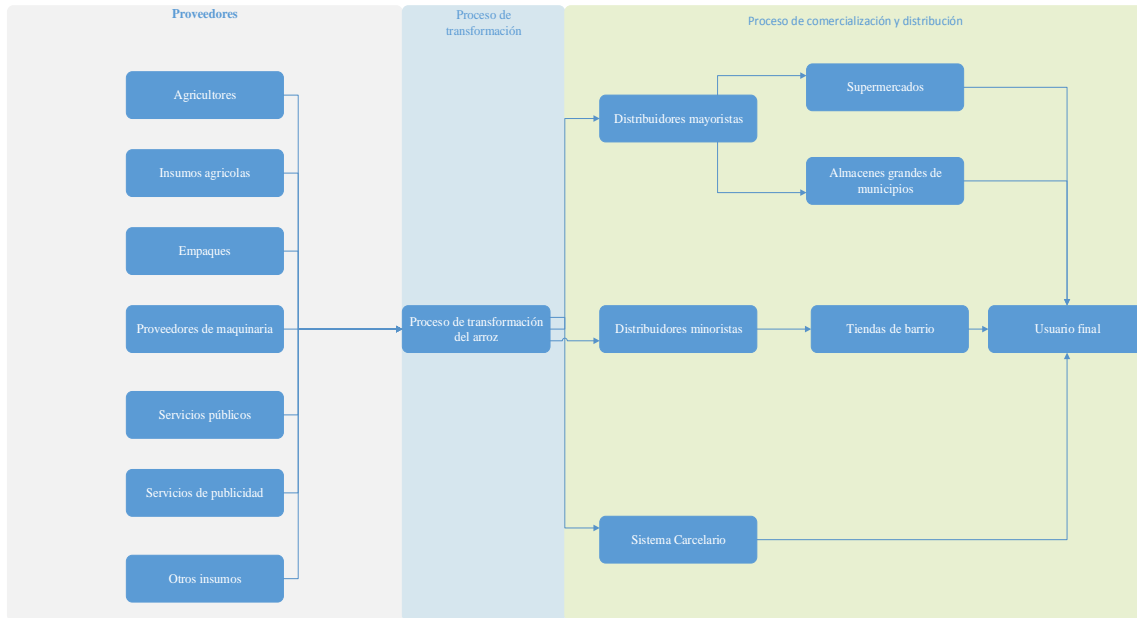 Proveedores
Proceso de
transformación
Proceso de comercialización y distribución
Agricultores
Insumos agrícolas
Empaques
Proveedores de maquinaria
Servicios públicos
Servicios de publicidad
Otros insumos
Proceso de transformación
del arroz
Distribuidores mayoristas
Supermercados
Almacenes grandes de
municipios
Distribuidores minoristas
Tiendas de barrio
Usuario final
Sistema Carcelario